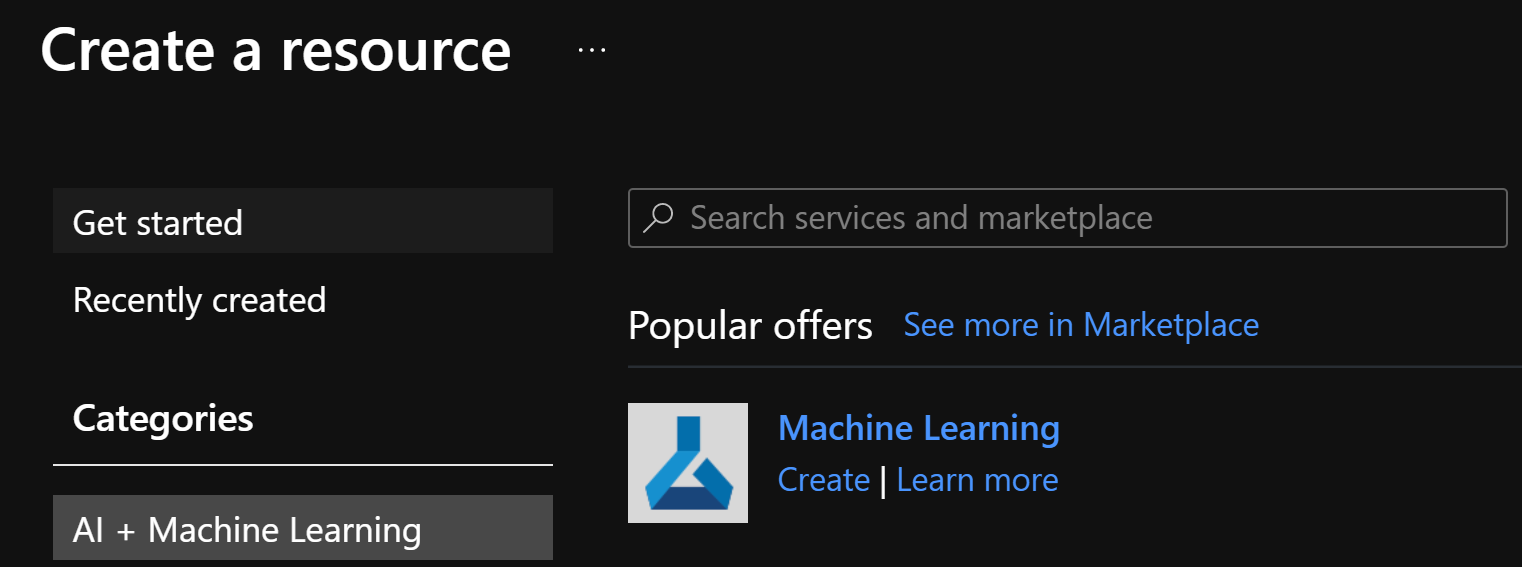 Create a resource ...
Get started
Recently created
Categories
AI + Machine Learning
Search services and marketplace
Popular offers See more in Marketplace
Machine Learning
Create | Learn more